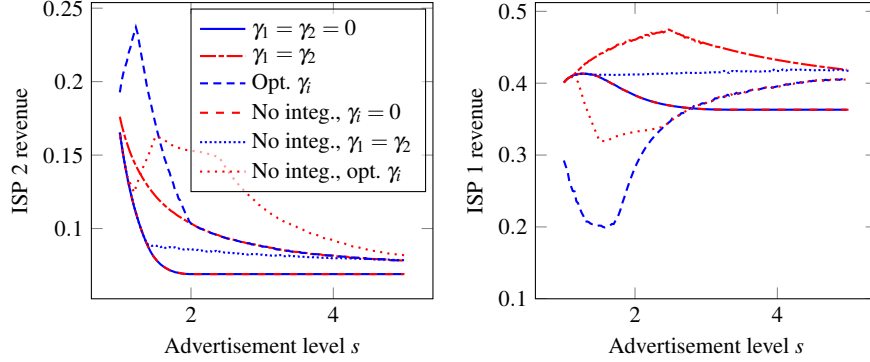 0.25
0.2
0.15
0.1
ISP 2 revenue
2
4
Advertisement level s
γ1 = γ2 = 0
γ1 = γ2
Opt. γi
No integ., γi = 0
No integ., γ1 = γ2
No integ., opt. γi
0.5
0.4
0.3
0.2
0.1
ISP 1 revenue
2
4
Advertisement level s